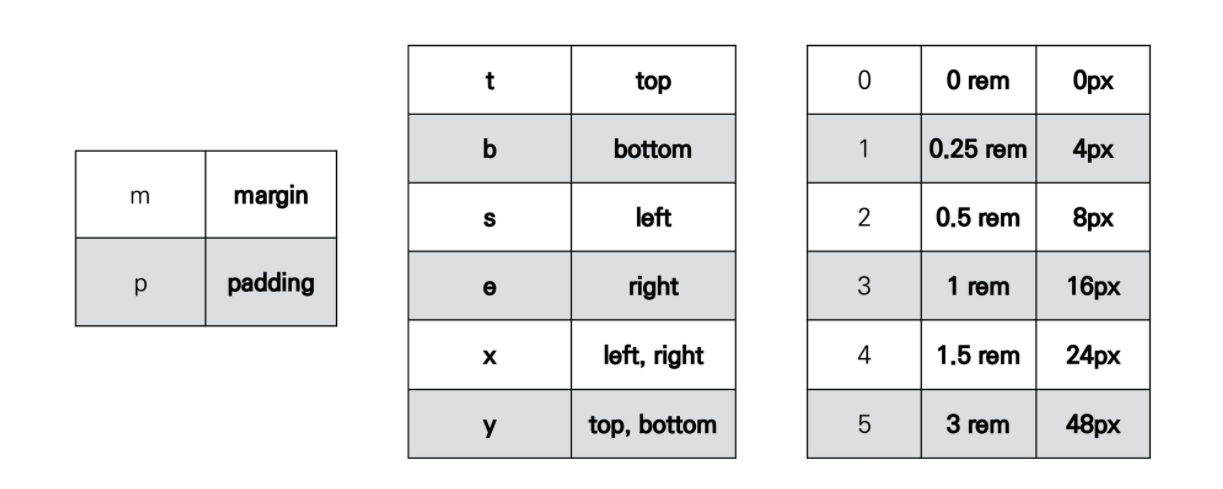 m margin
p padding
t top
b bottom
s left
e right
x left, right
y top, bottom
0 0 rem 0px
1 0.25 rem 4px
2 0.5 rem 8px
3 1 rem 16px
4 1.5 rem 24px
5 3 rem 48px